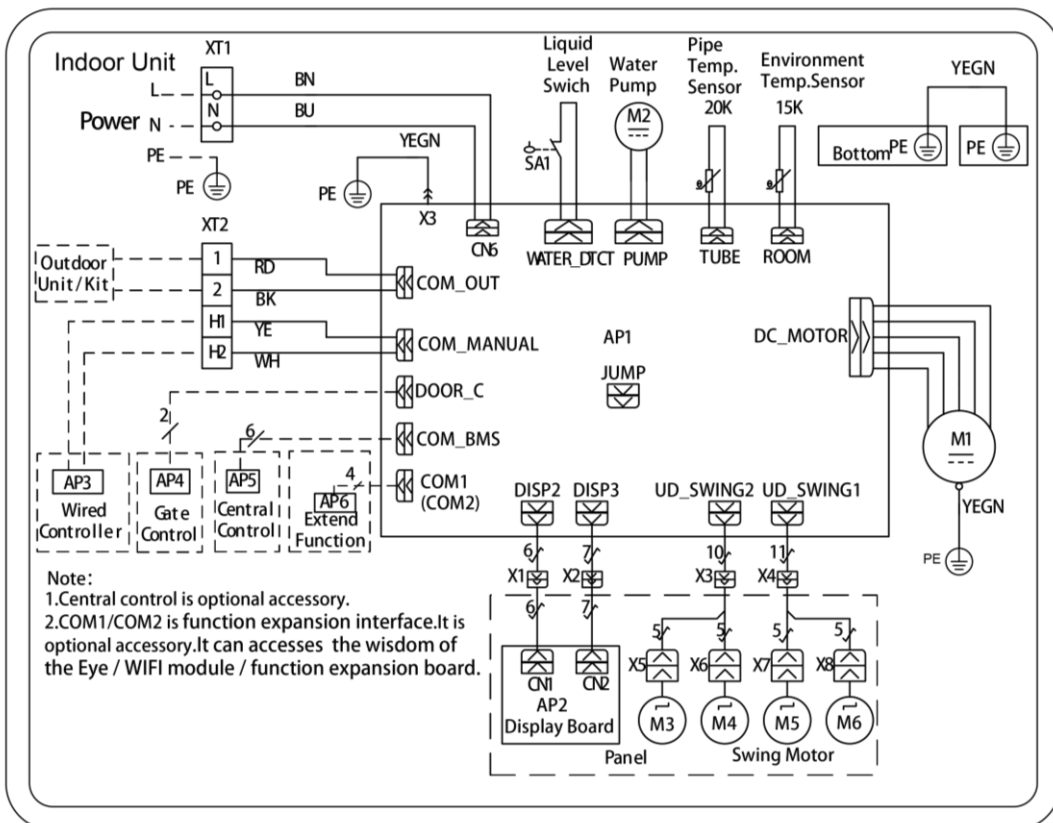 Indoor Unit
XT1
L
L
BN
Power
N
N
BU
PE
PE
YEGN
PE
X3
CN6
Liquid
Level
Swich
SA1
WATER_DTCT
Water
Pump
M2
PUMP
Pipe
Temp.
Sensor
20K
θ
TUBE
Environment
Temp.Sensor
15K
θ
ROOM
YEGN
Bottom
PE
PE
XT2
Outdoor
Unit/Kit
1
RD
2
BK
H1
YE
H2
WH
COM_OUT
COM_MANUAL
DOOR_C
COM_BMS
COM1
(COM2)
AP1
JUMP
DC_MOTOR
M1
YEGN
PE
2
6
4
AP3
Wired
Controller
AP4
Gate
Control
AP5
Central
Control
AP6
Extend
Function
DISP2
DISP3
UD_SWING2
UD_SWING1
6
7
10
11
X1
X2
X3
X4
6
7
5
5
5
5
CN1
CN2
X5
X6
X7
X8
AP2
Display Board
M3
M4
M5
M6
Panel
Swing Motor
Note:
1.Central control is optional accessory.
2.COM1/COM2 is function expansion interface.It is
optional accessory.It can accesses the wisdom of
the Eye / WIFI module / function expansion board.